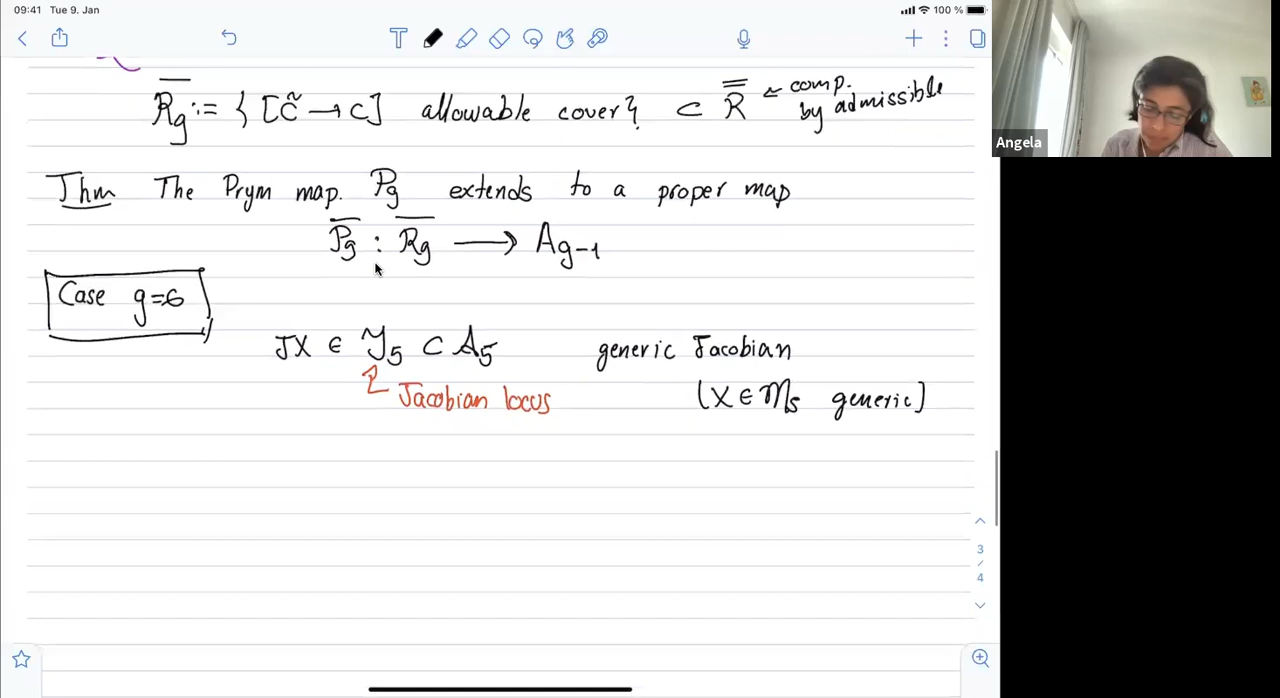 09:41 Tue 9. Jan
100 %
R̄g := { [C̃ → C] allowable cover } ⊂ R̿ ← comp. by admissible
Thm The Prym map. Pg extends to a proper map
P̄g : R̄g ⟶ Ag-1
Case g=6
JX ∈ 𝒥5 ⊂ A5 generic Jacobian
Jacobian locus
(X ∈ M5 generic)
3
/
4
Angela